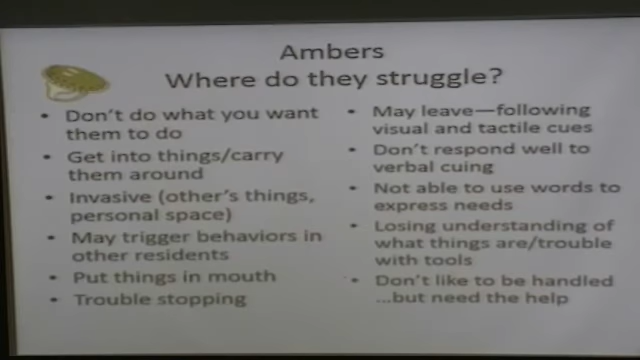 Ambers
Where do they struggle?
• Don't do what you want
them to do
• Get into things/carry
them around
• Invasive (other's things,
personal space)
• May trigger behaviors in
other residents
• Put things in mouth
• Trouble stopping
• May leave—following
visual and tactile cues
• Don't respond well to
verbal cuing
• Not able to use words to
express needs
• Losing understanding of
what things are/trouble
with tools
• Don't like to be handled
...but need the help